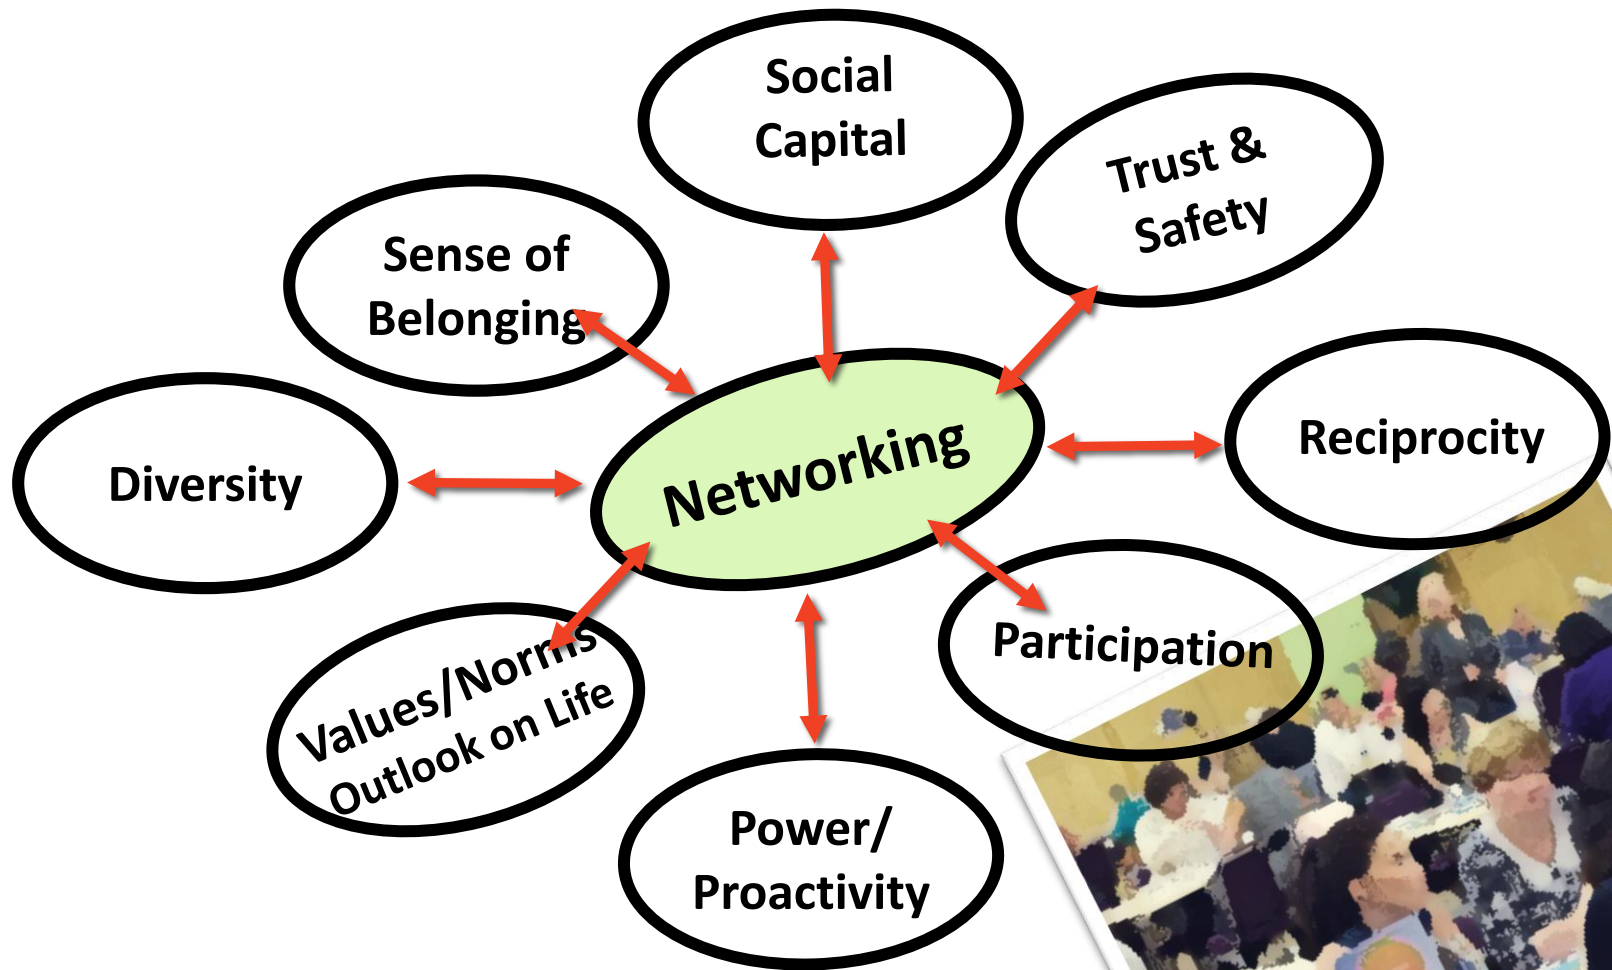 Social
Capital
Trust &
Safety
Sense of
Belonging
Reciprocity
Networking
Diversity
Participation
Values/Norms
Outlook on Life
Power/
Proactivity